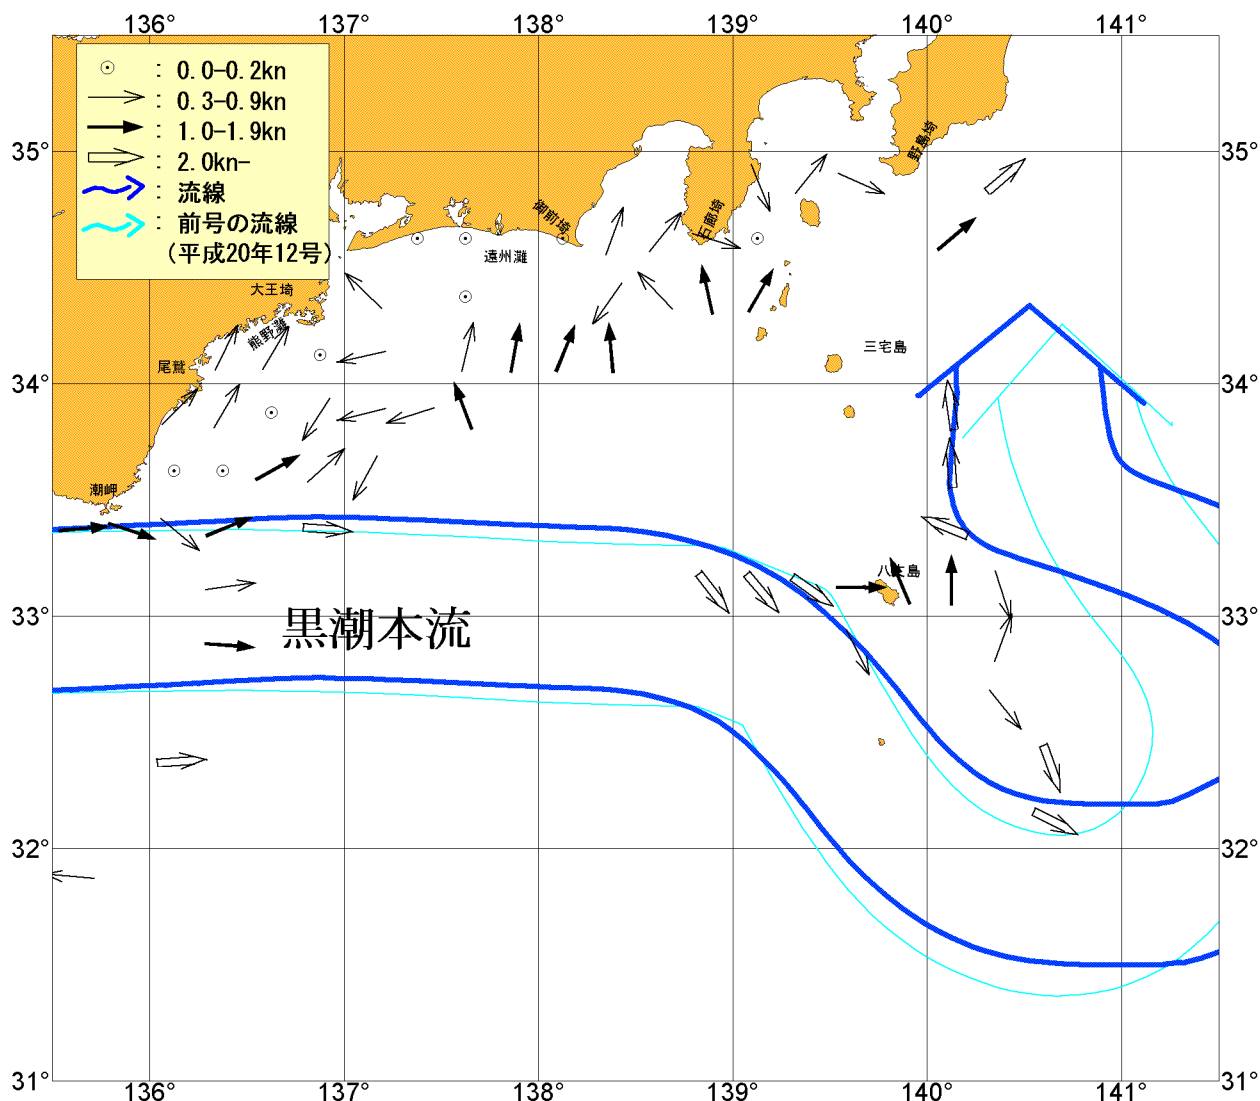 136°
137°
138°
139°
140°
141°
: 0.0-0.2kn
: 0.3-0.9kn
: 1.0-1.9kn
: 2.0kn-
: 流線
: 前号の流線
(平成20年12号)
35°
35°
野島埼
御前埼
石廊埼
遠州灘
大王埼
熊野灘
三宅島
尾鷲
34°
34°
潮岬
八丈島
33°
33°
黒潮本流
32°
32°
31°
31°
136°
137°
138°
139°
140°
141°